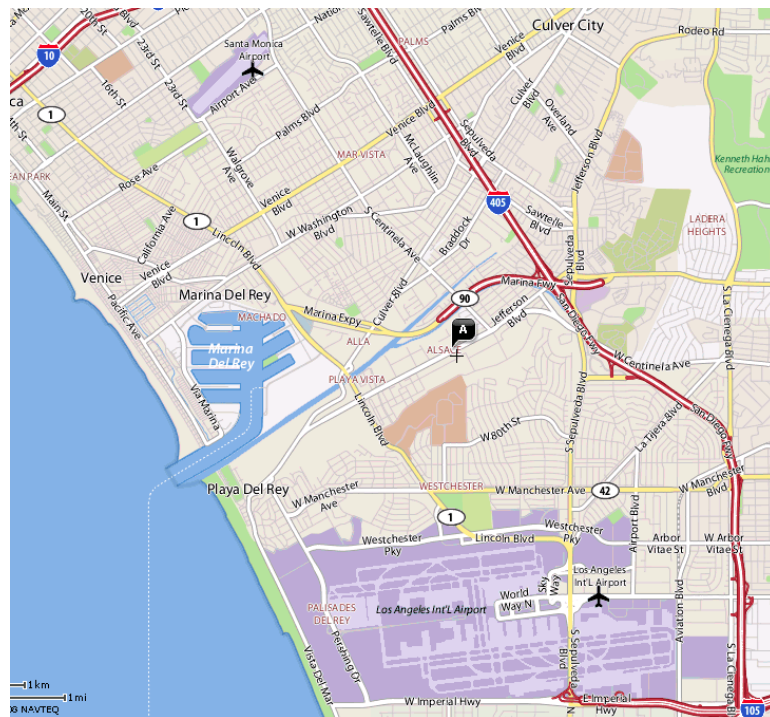 10
20th St
23rd St
Santa Monica
Airport
16th St
23rd St
Airport Ave
National
Palms Blvd
Sawtelle Blvd
PALMS
Venice
Blvd
Culver City
Rodeo Rd
Culver
Blvd
Overland
Ave
ca
1
Palms Blvd
Venice Blvd
Sepulveda
Blvd
Jefferson Blvd
Walgrove
Ave
McLaughlin
Ave
MAR VISTA
Rose Ave
Kenneth Hah
Recreation
EAN PARK
Main St
California Ave
1
Venice
Blvd
W Washington
Blvd
S Centinela Ave
Braddock
Dr
405
Sawtelle
Blvd
LADERA
HEIGHTS
Lincoln Blvd
Sepulveda
Blvd
Venice
Venice
Blvd
Marina Del Rey
Pacific Ave
Culver Blvd
90
Marina Fwy
Marina Expy
Jefferson
Blvd
S La Cienega Blvd
MACHADO
ALLA
A
ALSACE
San Diego Fwy
Marina
Del Rey
W Centinela Ave
PLAYA VISTA
Via Marina
Lincoln Blvd
W 80th St
S Sepulveda Blvd
La Tijera Blvd
San Diego Fwy
Playa Del Rey
WESTCHESTER
W Manchester
Ave
W Manchester Ave
42
W Manchester
Blvd
1
Westchester
Pky
Lincoln Blvd
Westchester
Pky
Airport Blvd
Arbor
Vitae St
W Arbor
Vitae St
Los Angeles
Int'L Airport
Sky
Way
World
Way N
PALISADES
DEL REY
Los Angeles Int'L Airport
Aviation Blvd
Pershing Dr
Vista Del Mar
S Sepulveda
Blvd
N
S La Cienega Blvd
1km
1mi
NAVTEQ
W Imperial Hwy
E Imperial
Hwy
105